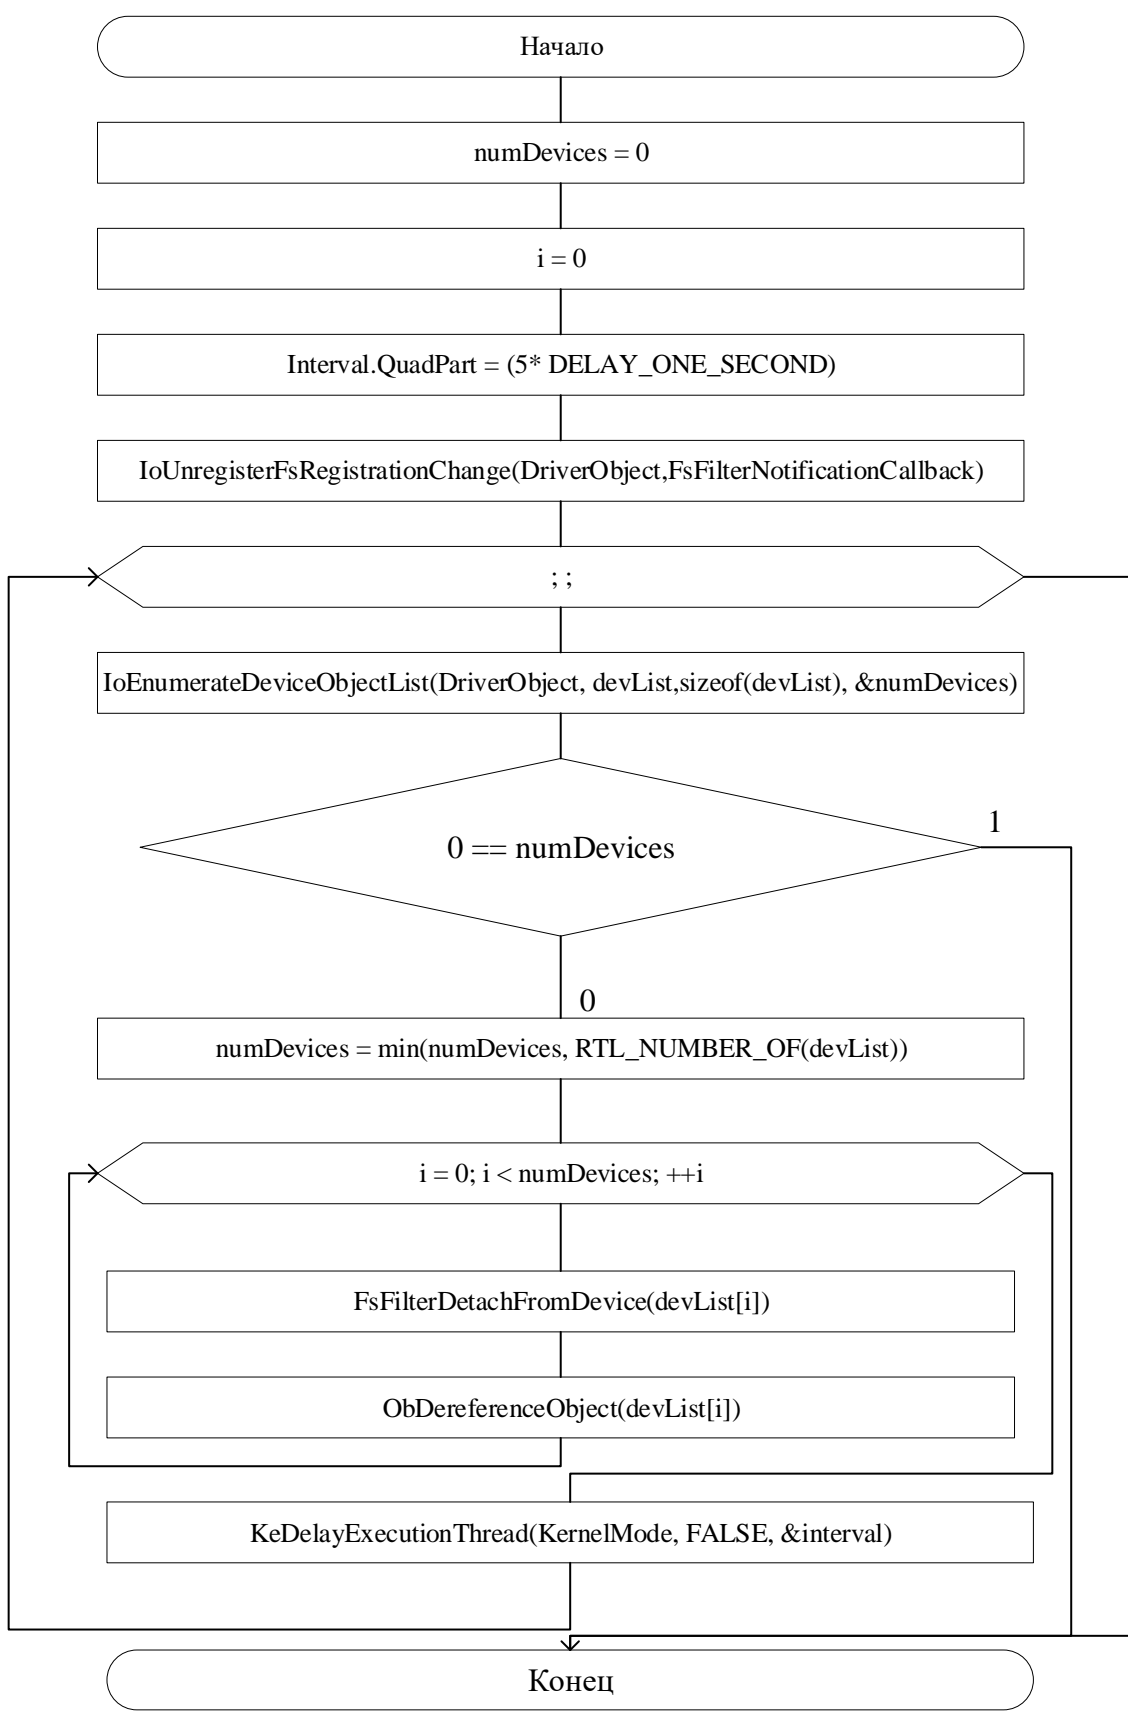 Начало
numDevices = 0
i = 0
Interval.QuadPart = (5* DELAY_ONE_SECOND)
IoUnregisterFsRegistrationChange(DriverObject,FsFilterNotificationCallback)
; ;
IoEnumerateDeviceObjectList(DriverObject, devList,sizeof(devList), &numDevices)
1
0 == numDevices
0
numDevices = min(numDevices, RTL_NUMBER_OF(devList))
i = 0; i < numDevices; ++i
FsFilterDetachFromDevice(devList[i])
ObDereferenceObject(devList[i])
KeDelayExecutionThread(KernelMode, FALSE, &interval)
Конец